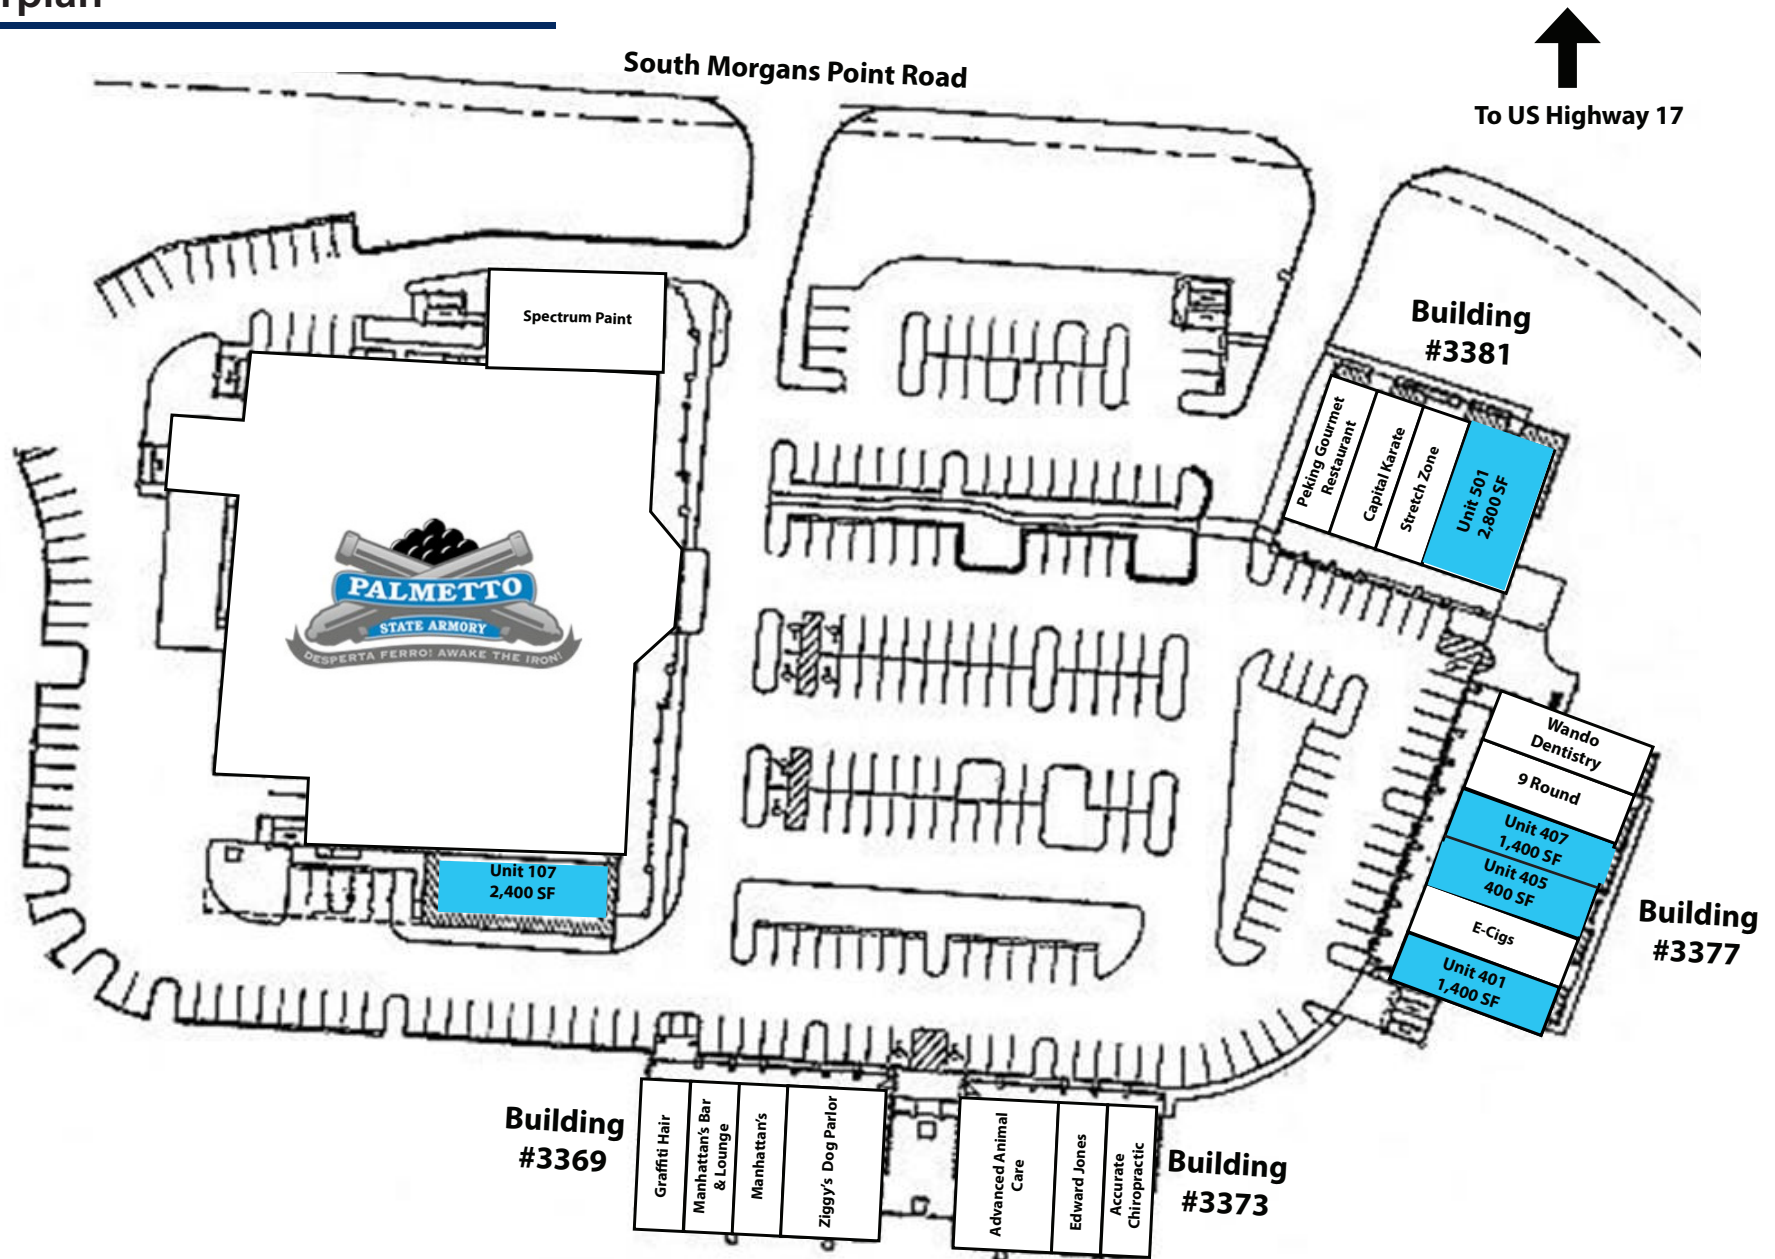 rplan
South Morgans Point Road
To US Highway 17
Spectrum Paint
Building
#3381
Peking Gourmet
Restaurant
Capital Karate
Stretch Zone
Unit 501
2,800 SF
PALMETTO
STATE ARMORY
DESPERTA FERRO! AWAKE THE IRON!
Wando
Dentistry
9 Round
Unit 407
1,400 SF
Unit 405
400 SF
E-Cigs
Unit 401
1,400 SF
Building
#3377
Unit 107
2,400 SF
Building
#3369
Graffiti Hair
Manhattan's Bar
& Lounge
Manhattan's
Ziggy's Dog Parlor
Advanced Animal
Care
Edward Jones
Accurate
Chiropractic
Building
#3373